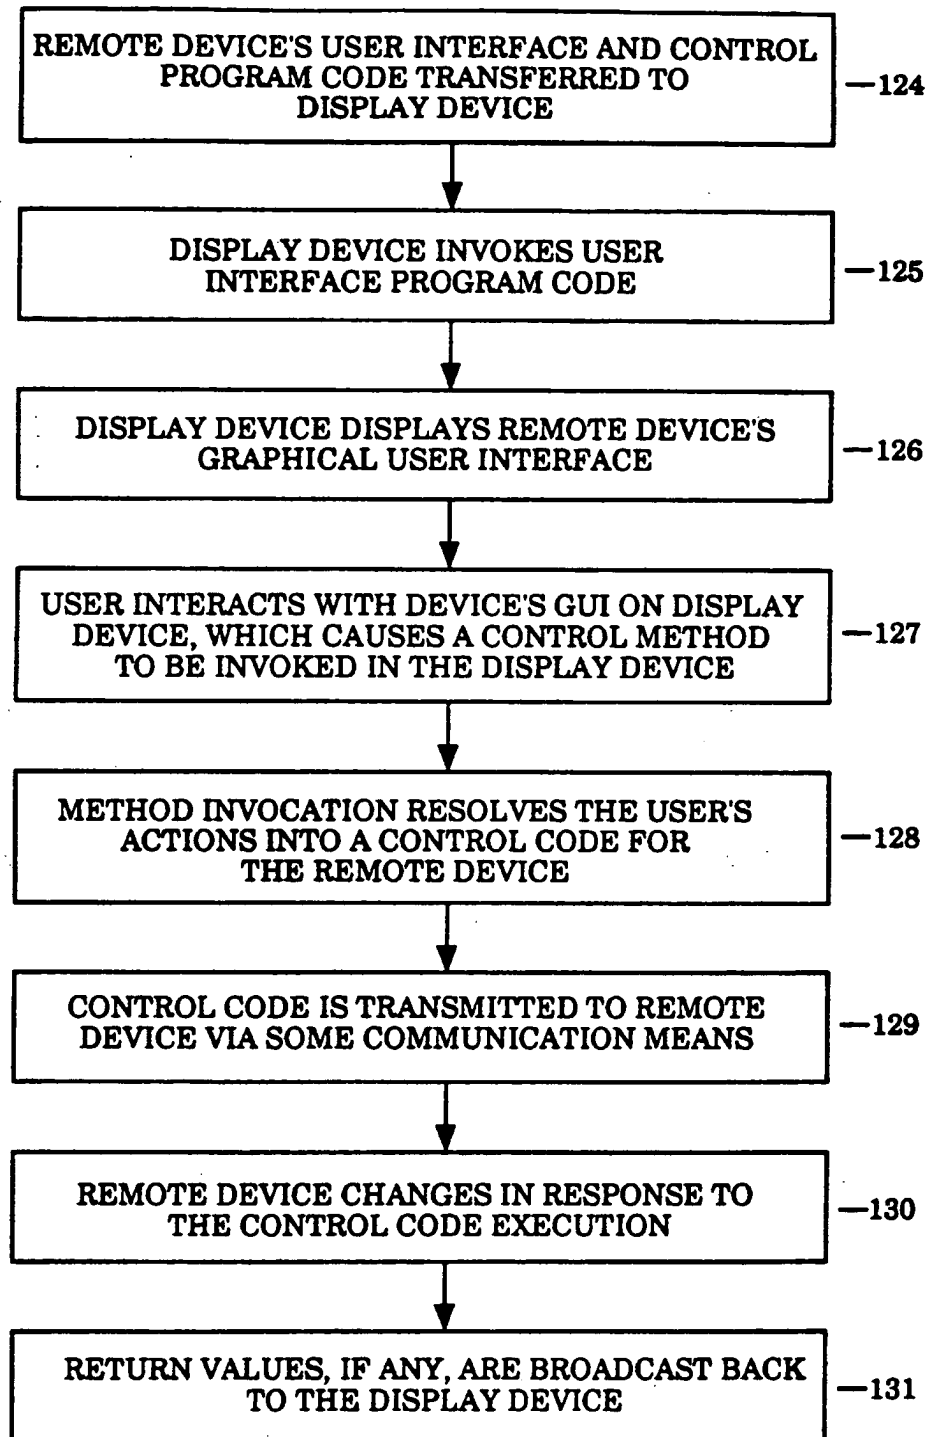 REMOTE DEVICE'S USER INTERFACE AND CONTROL
PROGRAM CODE TRANSFERRED TO
DISPLAY DEVICE
—124
DISPLAY DEVICE INVOKES USER
INTERFACE PROGRAM CODE
—125
DISPLAY DEVICE DISPLAYS REMOTE DEVICE'S
GRAPHICAL USER INTERFACE
—126
USER INTERACTS WITH DEVICE'S GUI ON DISPLAY
DEVICE, WHICH CAUSES A CONTROL METHOD
TO BE INVOKED IN THE DISPLAY DEVICE
—127
METHOD INVOCATION RESOLVES THE USER'S
ACTIONS INTO A CONTROL CODE FOR
THE REMOTE DEVICE
—128
CONTROL CODE IS TRANSMITTED TO REMOTE
DEVICE VIA SOME COMMUNICATION MEANS
—129
REMOTE DEVICE CHANGES IN RESPONSE TO
THE CONTROL CODE EXECUTION
—130
RETURN VALUES, IF ANY, ARE BROADCAST BACK
TO THE DISPLAY DEVICE
—131